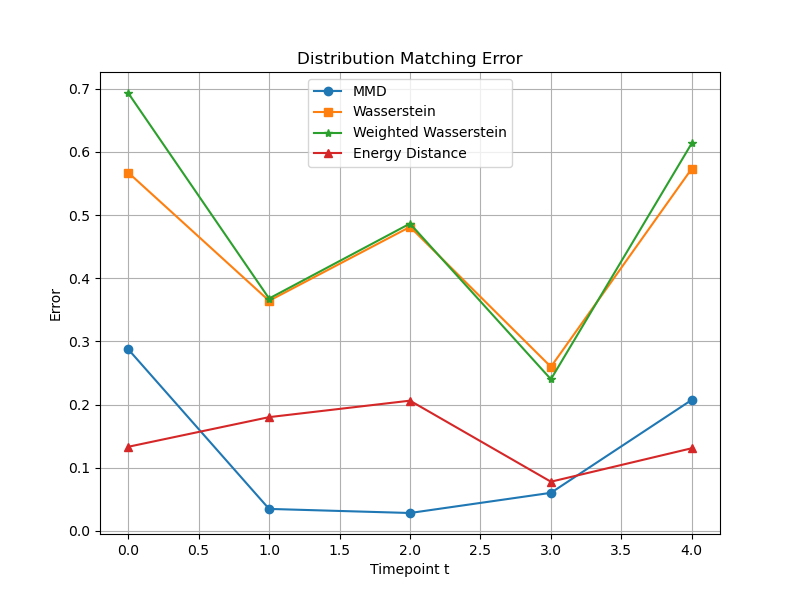 Distribution Matching Error
MMD
Wasserstein
Weighted Wasserstein
Energy Distance
Error
0.7
0.6
0.5
0.4
0.3
0.2
0.1
0.0
0.0 0.5 1.0 1.5 2.0 2.5 3.0 3.5 4.0
Timepoint t